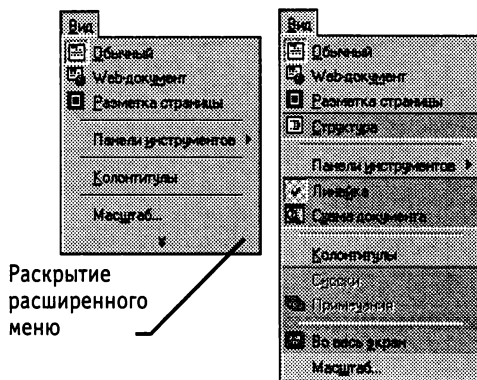 Вид
Обычный
Web-документ
Разметка страницы
Панели инструментов
Колонтитулы
Масштаб...
Раскрытие
расширенного
меню
Вид
Обычный
Web-документ
Разметка страницы
Структура
Панели инструментов
Линейка
Схема документа
Колонтитулы
Сноски
Примечания
Во весь экран
Масштаб...